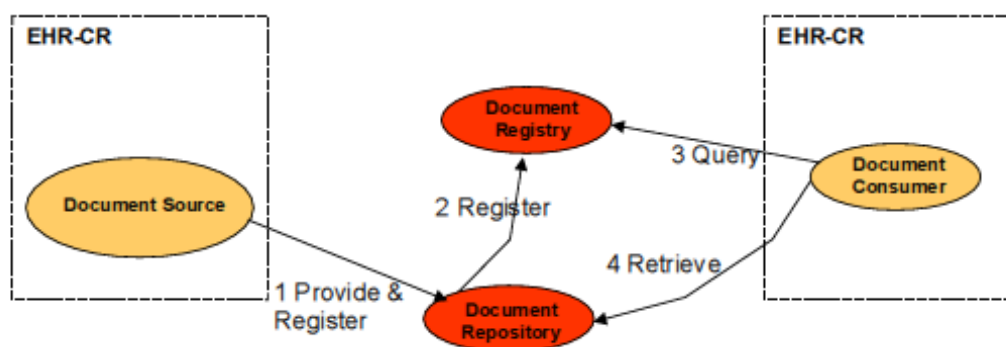 EHR-CR
EHR-CR
Document
Registry
3 Query
Document
Consumer
Document Source
2 Register
4 Retrieve
1 Provide &
Register
Document
Repository